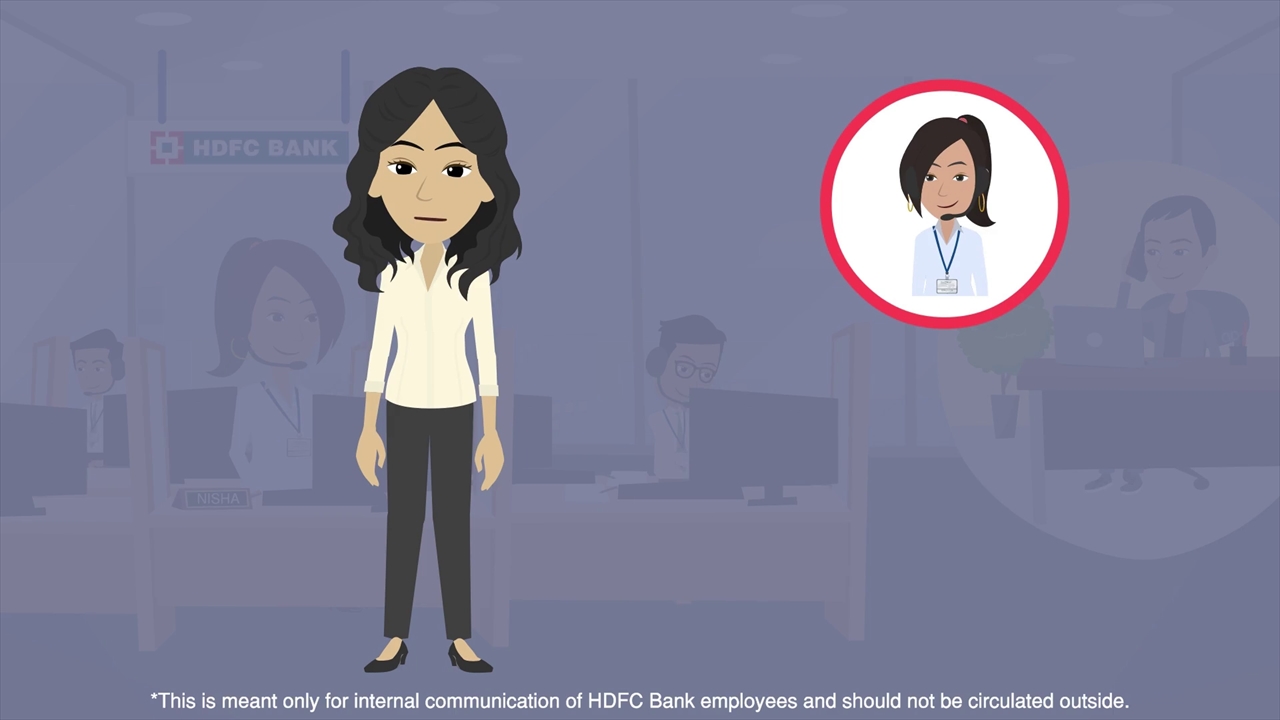 HDFC BANK
NISHA
*This is meant only for internal communication of HDFC Bank employees and should not be circulated outside.